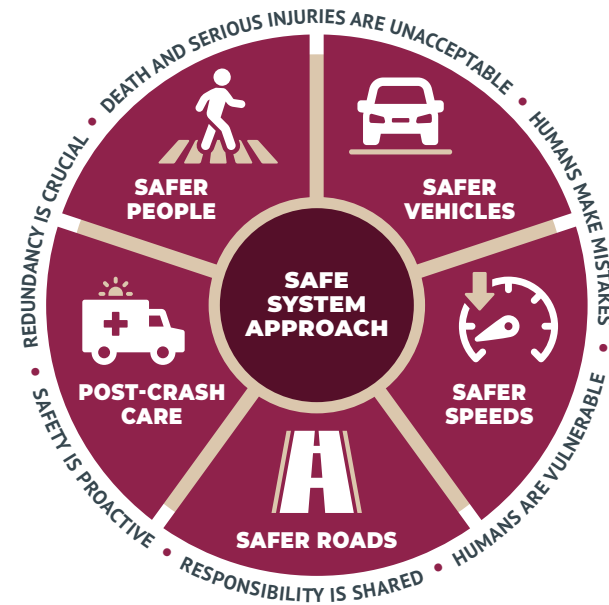 DEATH AND SERIOUS INJURIES ARE UNACCEPTABLE
•
HUMANS MAKE MISTAKES
•
HUMANS ARE VULNERABLE
•
RESPONSIBILITY IS SHARED
•
SAFETY IS PROACTIVE
•
REDUNDANCY IS CRUCIAL
•
SAFER
PEOPLE
SAFER
VEHICLES
SAFE
SYSTEM
APPROACH
POST-CRASH
CARE
SAFER
SPEEDS
SAFER ROADS